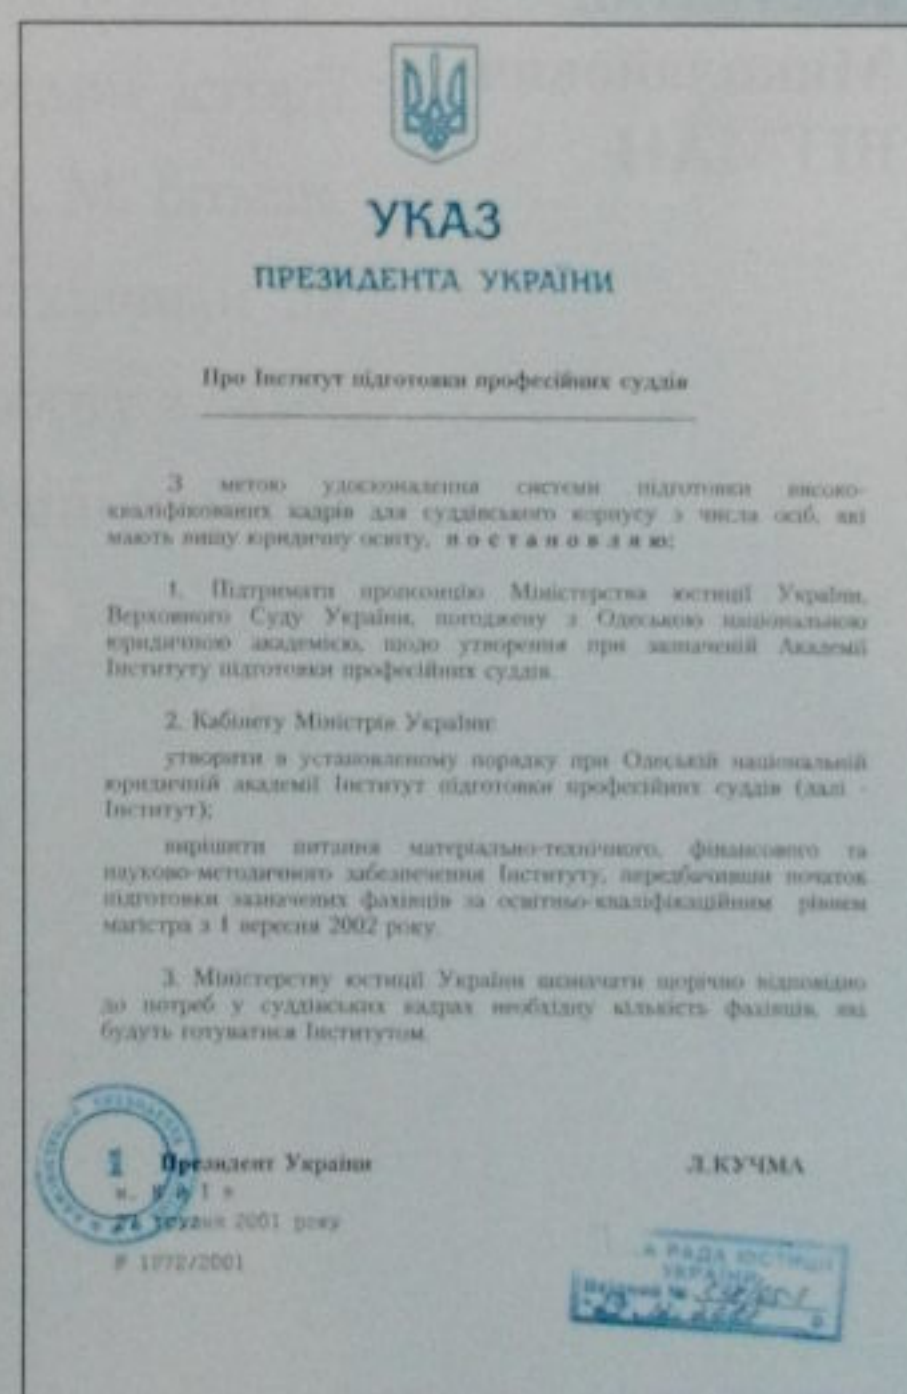 УКАЗ
ПРЕЗИДЕНТА УКРАЇНИ
Про Інститут підготовки професійних суддів
З метою удосконалення системи підготовки високо-
кваліфікованих кадрів для суддівського корпусу з числа осіб, які
мають вищу юридичну освіту, п о с т а н о в л я ю:
1. Підтримати пропозицію Міністерства юстиції України,
Верховного Суду України, погоджену з Одеською національною
юридичною академією, щодо утворення при зазначеній Академії
Інституту підготовки професійних суддів.
2. Кабінету Міністрів України:
утворити в установленому порядку при Одеській національній
юридичній академії Інститут підготовки професійних суддів (далі -
Інститут);
вирішити питання матеріально-технічного, фінансового та
науково-методичного забезпечення Інституту, передбачивши початок
підготовки зазначених фахівців за освітньо-кваліфікаційним рівнем
магістра з 1 вересня 2002 року.
3. Міністерству юстиції України визначати щорічно відповідно
до потреб у суддівських кадрах необхідну кількість фахівців, які
будуть готуватися Інститутом.
Президент України Л.КУЧМА
м. К и ї в
грудня 2001 року
РАДА ЮСТИЦІЇ
УКРАЇНИ